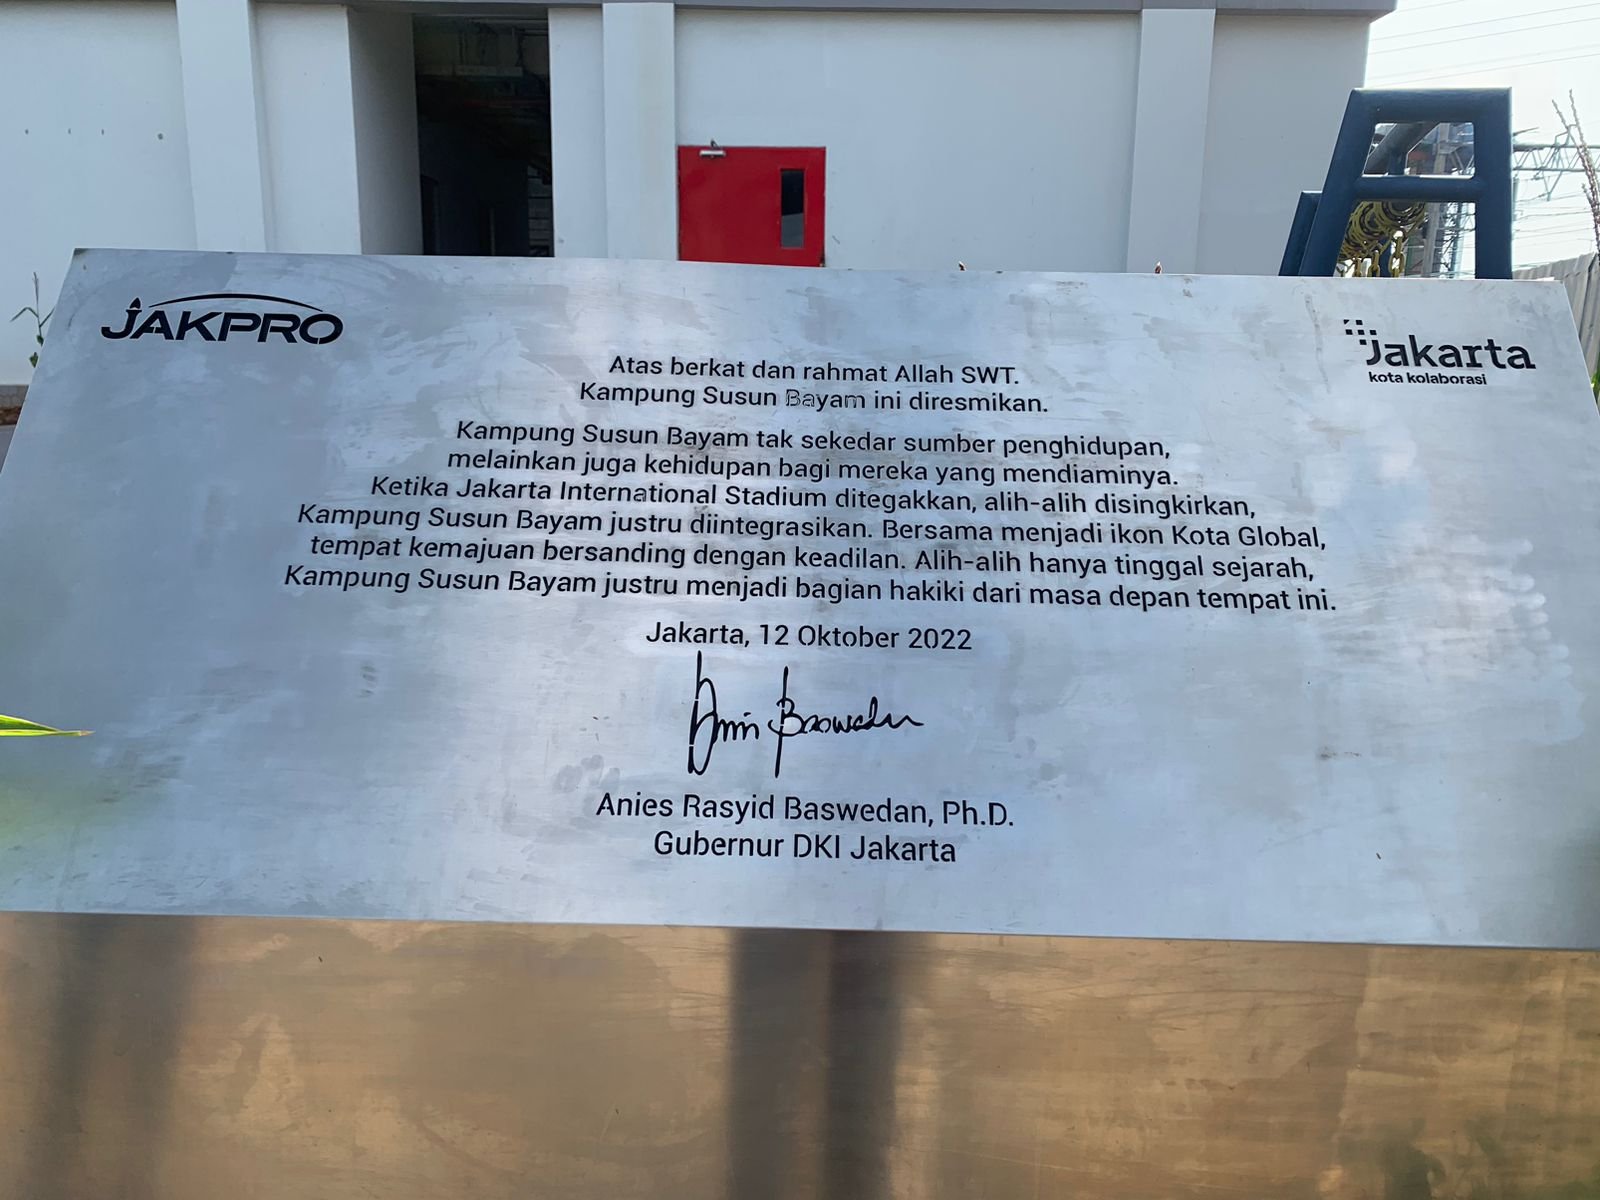 JAKPRO
Jakarta
kota kolaborasi
Atas berkat dan rahmat Allah SWT.
Kampung Susun Bayam ini diresmikan.
Kampung Susun Bayam tak sekedar sumber penghidupan,
melainkan juga kehidupan bagi mereka yang mendiaminya.
Ketika Jakarta International Stadium ditegakkan, alih-alih disingkirkan,
Kampung Susun Bayam justru diintegrasikan. Bersama menjadi ikon Kota Global,
tempat kemajuan bersanding dengan keadilan. Alih-alih hanya tinggal sejarah,
Kampung Susun Bayam justru menjadi bagian hakiki dari masa depan tempat ini.
Jakarta, 12 Oktober 2022
Anies Baswedan
Anies Rasyid Baswedan, Ph.D.
Gubernur DKI Jakarta